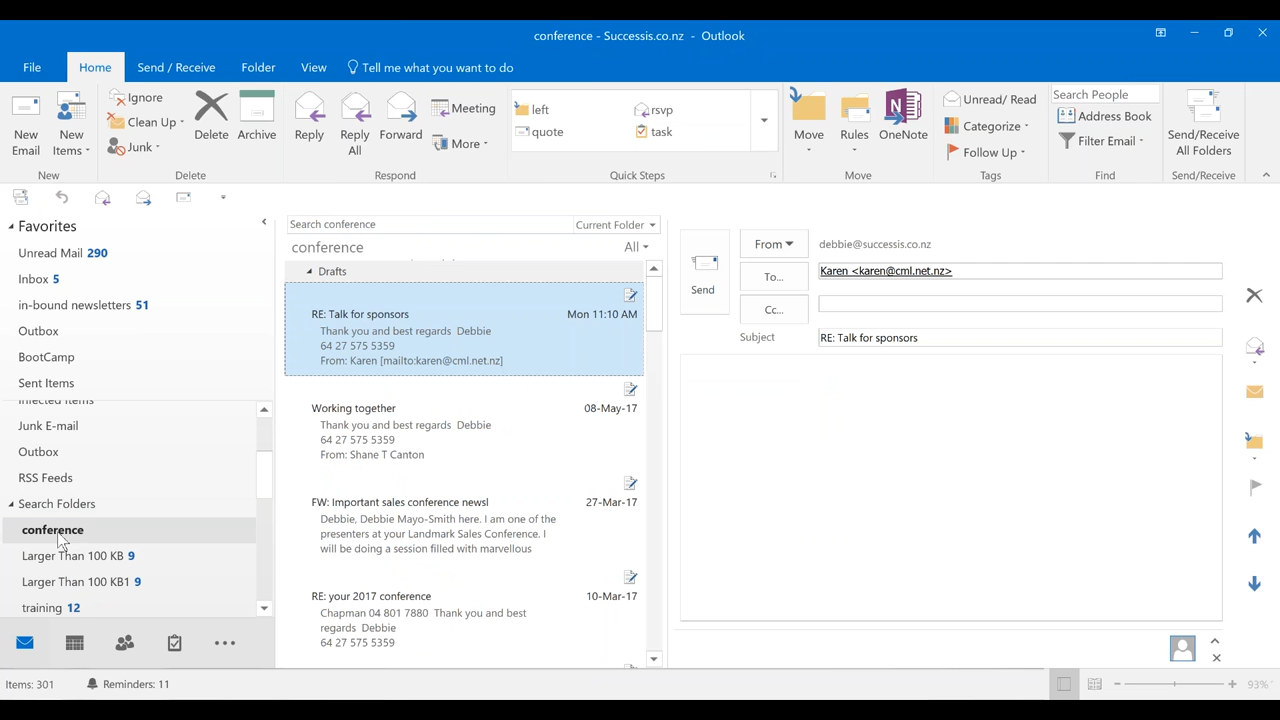 conference - Successis.co.nz - Outlook
File Home Send / Receive Folder View Tell me what you want to do
New Email
New Items
New
Ignore
Clean Up
Junk
Delete
Archive
Delete
Reply
Reply All
Forward
Meeting
More
Respond
left
quote
rsvp
task
Quick Steps
Move
Rules
OneNote
Move
Unread/ Read
Categorize
Follow Up
Tags
Search People
Address Book
Filter Email
Find
Send/Receive All Folders
Send/Receive
Favorites
Unread Mail 290
Inbox 5
in-bound newsletters 51
Outbox
BootCamp
Sent Items
Infected Items
Junk E-mail
Outbox
RSS Feeds
Search Folders
conference
Larger Than 100 KB 9
Larger Than 100 KB1 9
training 12
Search conference
Current Folder
conference
All
Drafts
RE: Talk for sponsors Mon 11:10 AM
Thank you and best regards Debbie
64 27 575 5359
From: Karen [mailto:karen@cml.net.nz]
Working together 08-May-17
Thank you and best regards Debbie
64 27 575 5359
From: Shane T Canton
FW: Important sales conference news! 27-Mar-17
Debbie, Debbie Mayo-Smith here. I am one of the
presenters at your Landmark Sales Conference. I
will be doing a session filled with marvellous
RE: your 2017 conference 10-Mar-17
Chapman 04 801 7880 Thank you and best
regards Debbie
64 27 575 5359
Send
From debbie@successis.co.nz
To... Karen <karen@cml.net.nz>
Cc...
Subject RE: Talk for sponsors
Items: 301
Reminders: 11
93%